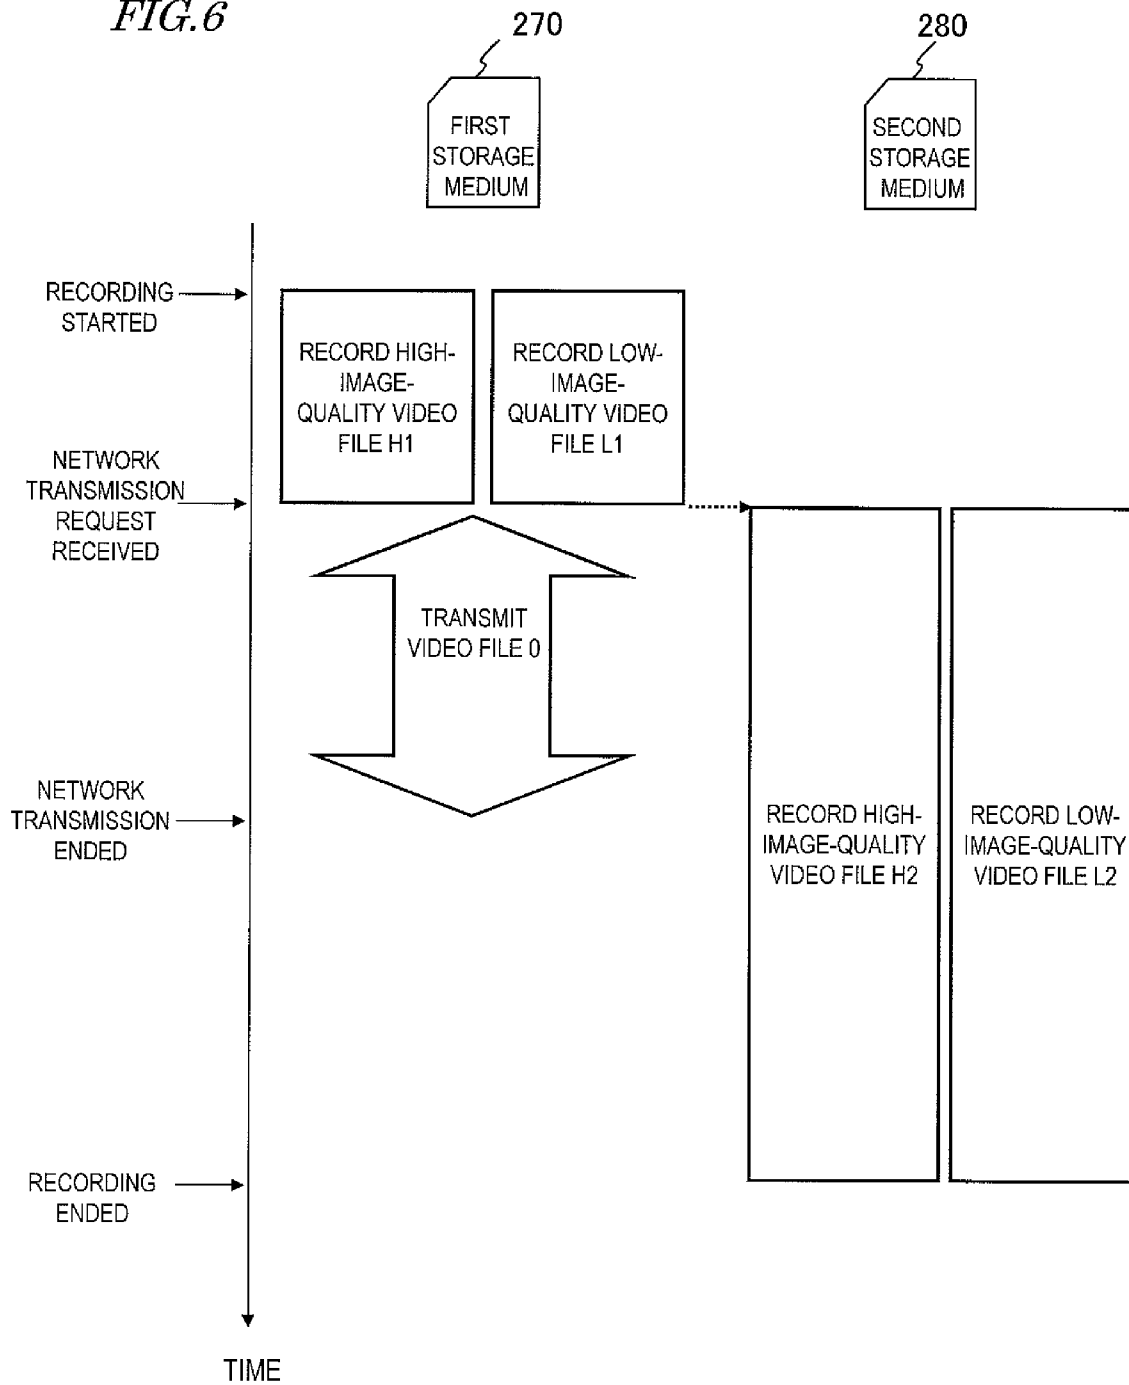 FIG.6
270
280
FIRST
STORAGE
MEDIUM
SECOND
STORAGE
MEDIUM
RECORDING
STARTED
RECORD HIGH-
IMAGE-
QUALITY VIDEO
FILE H1
RECORD LOW-
IMAGE-
QUALITY VIDEO
FILE L1
NETWORK
TRANSMISSION
REQUEST
RECEIVED
TRANSMIT
VIDEO FILE 0
NETWORK
TRANSMISSION
ENDED
RECORD HIGH-
IMAGE-QUALITY
VIDEO FILE H2
RECORD LOW-
IMAGE-QUALITY
VIDEO FILE L2
RECORDING
ENDED
TIME